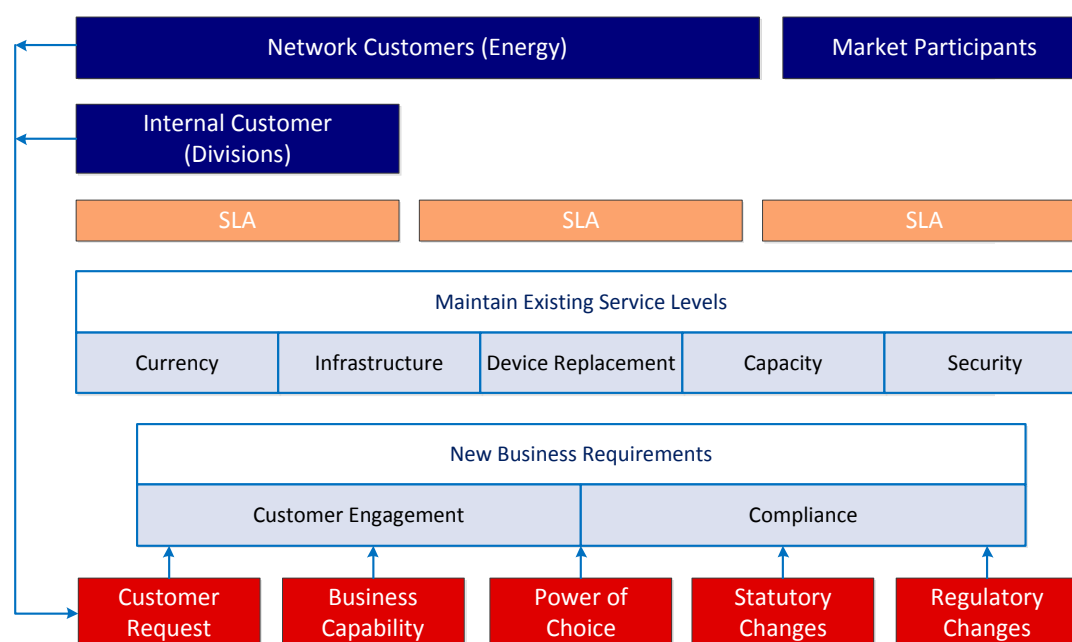 Network Customers (Energy)
Market Participants
Internal Customer
(Divisions)
SLA
SLA
SLA
Maintain Existing Service Levels
Currency
Infrastructure
Device Replacement
Capacity
Security
New Business Requirements
Customer Engagement
Compliance
Customer
Request
Business
Capability
Power of
Choice
Statutory
Changes
Regulatory
Changes